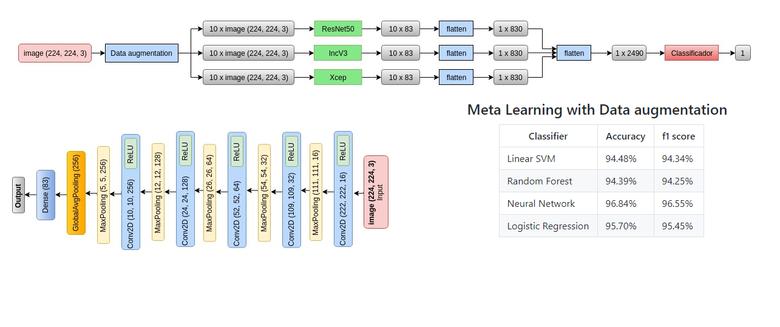 10 x image (224, 224, 3) ResNet50 10 x 83 flatten 1 x 830
image (224, 224, 3) Data augmentation 10 x image (224, 224, 3) IncV3 10 x 83 flatten 1 x 830 flatten 1 x 2490 Classificador 1
10 x image (224, 224, 3) Xcep 10 x 83 flatten 1 x 830
Meta Learning with Data augmentation
Classifier Accuracy f1 score
Linear SVM 94.48% 94.34%
Random Forest 94.39% 94.25%
Neural Network 96.84% 96.55%
Logistic Regression 95.70% 95.45%
Output
Dense (83)
GlobalAvgPooling (256)
MaxPooling (5, 5, 256)
Conv2D (10, 10, 256) ReLU
MaxPooling (12, 12, 128)
Conv2D (24, 24, 128) ReLU
MaxPooling (26, 26, 64)
Conv2D (52, 52, 64) ReLU
MaxPooling (54, 54, 32)
Conv2D (109, 109, 32) ReLU
MaxPooling (111, 111, 16)
Conv2D (222, 222, 16) ReLU
image (224, 224, 3)
Input